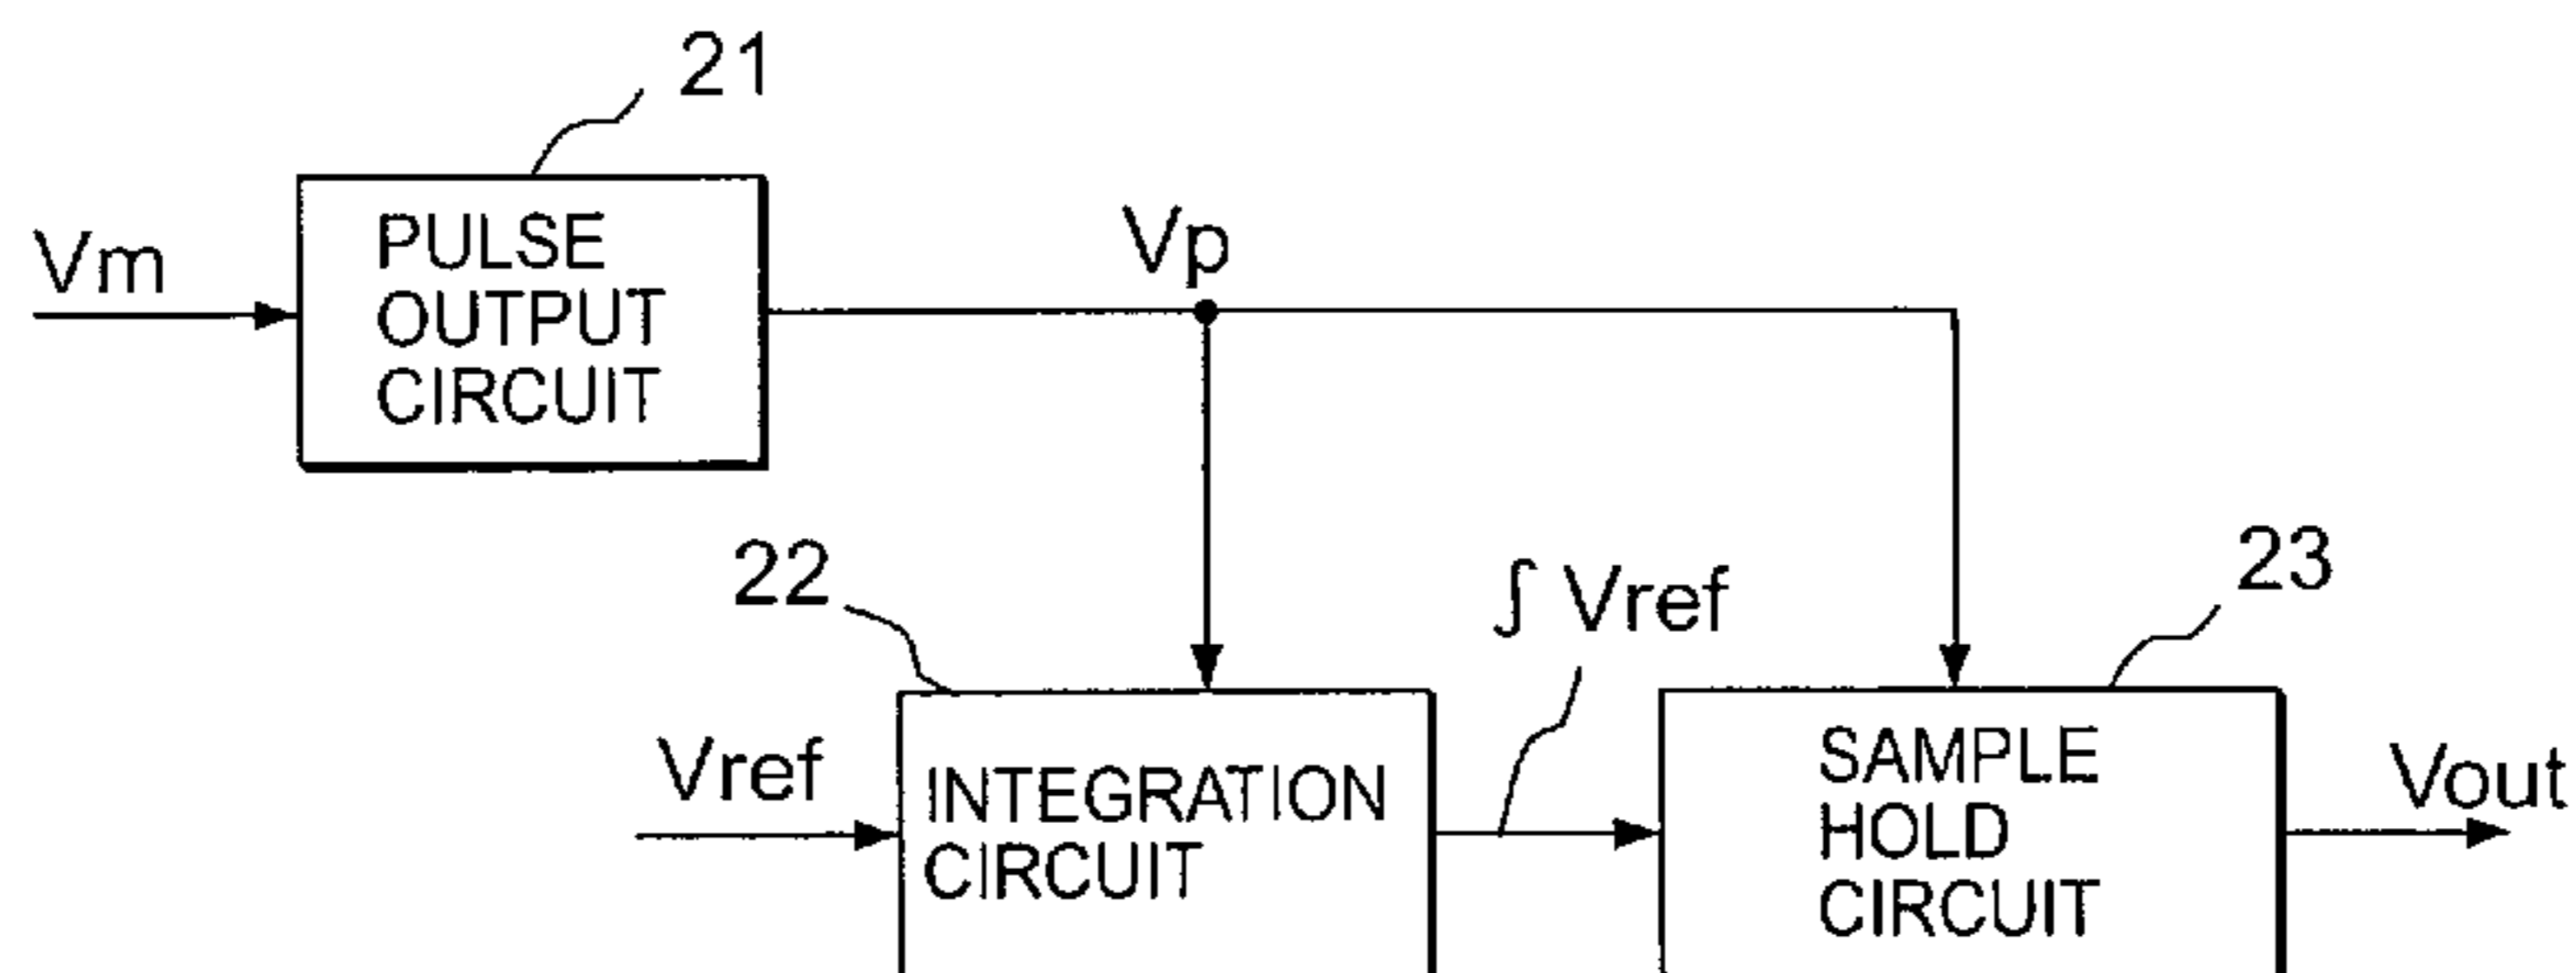 21
Vm
PULSE
OUTPUT
CIRCUIT
Vp
22
∫ Vref
23
Vref
INTEGRATION
CIRCUIT
SAMPLE
HOLD
CIRCUIT
Vout